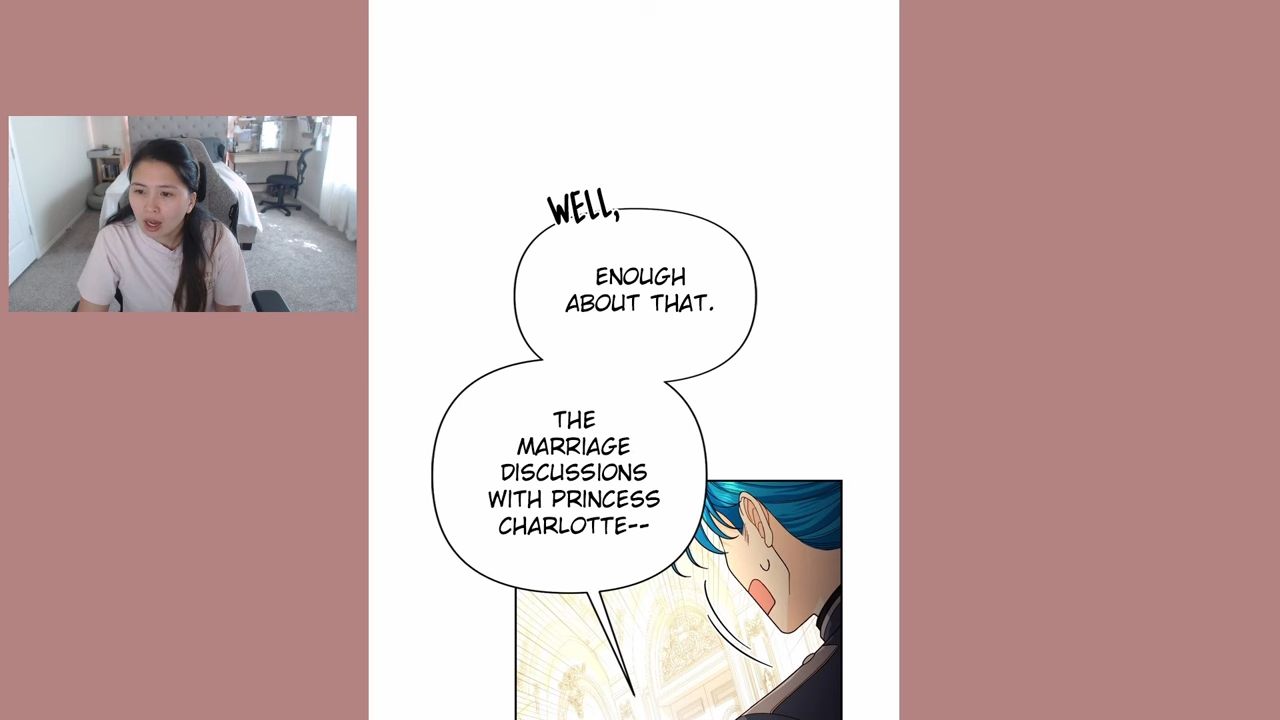 WELL,
ENOUGH
ABOUT THAT.
THE
MARRIAGE
DISCUSSIONS
WITH PRINCESS
CHARLOTTE--